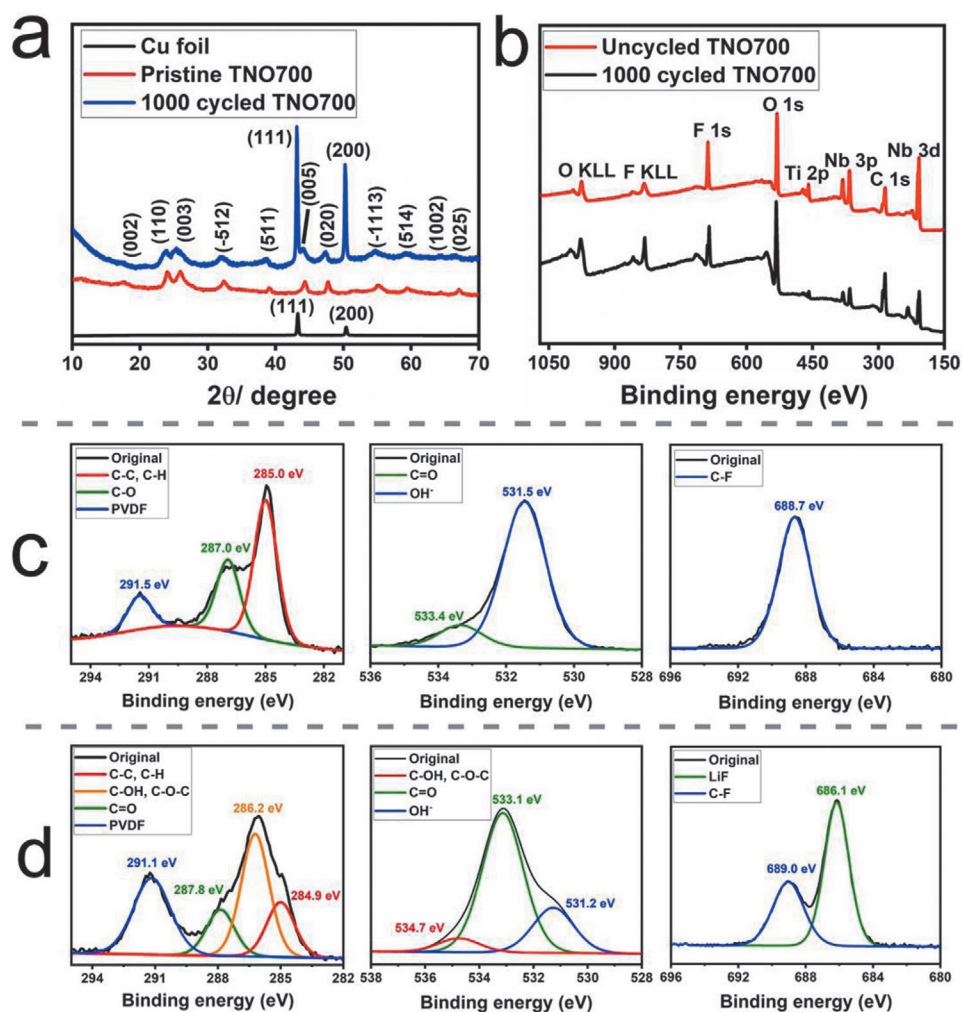 a
Cu foil
Pristine TNO700
1000 cycled TNO700
(002)
(110)
(003)
(-512)
(511)
(111)
(005)
(020)
(200)
(-1113)
(514)
(1002)
(025)
(111)
(200)
10 20 30 40 50 60 70
2θ/ degree
b
Uncycled TNO700
1000 cycled TNO700
O KLL
F KLL
F 1s
O 1s
Ti 2p
Nb 3p
C 1s
Nb 3d
1050 900 750 600 450 300 150
Binding energy (eV)
c
Original
C-C, C-H
C-O
PVDF
291.5 eV
287.0 eV
285.0 eV
294 291 288 285 282
Binding energy (eV)
Original
C=O
OH⁻
533.4 eV
531.5 eV
536 534 532 530 528
Binding energy (eV)
Original
C-F
688.7 eV
696 692 688 684 680
Binding energy (eV)
d
Original
C-C, C-H
C-OH, C-O-C
C=O
PVDF
291.1 eV
287.8 eV
286.2 eV
284.9 eV
294 291 288 285 282
Binding energy (eV)
Original
C-OH, C-O-C
C=O
OH⁻
534.7 eV
533.1 eV
531.2 eV
538 536 534 532 530 528
Binding energy (eV)
Original
LiF
C-F
689.0 eV
686.1 eV
696 692 688 684 680
Binding energy (eV)